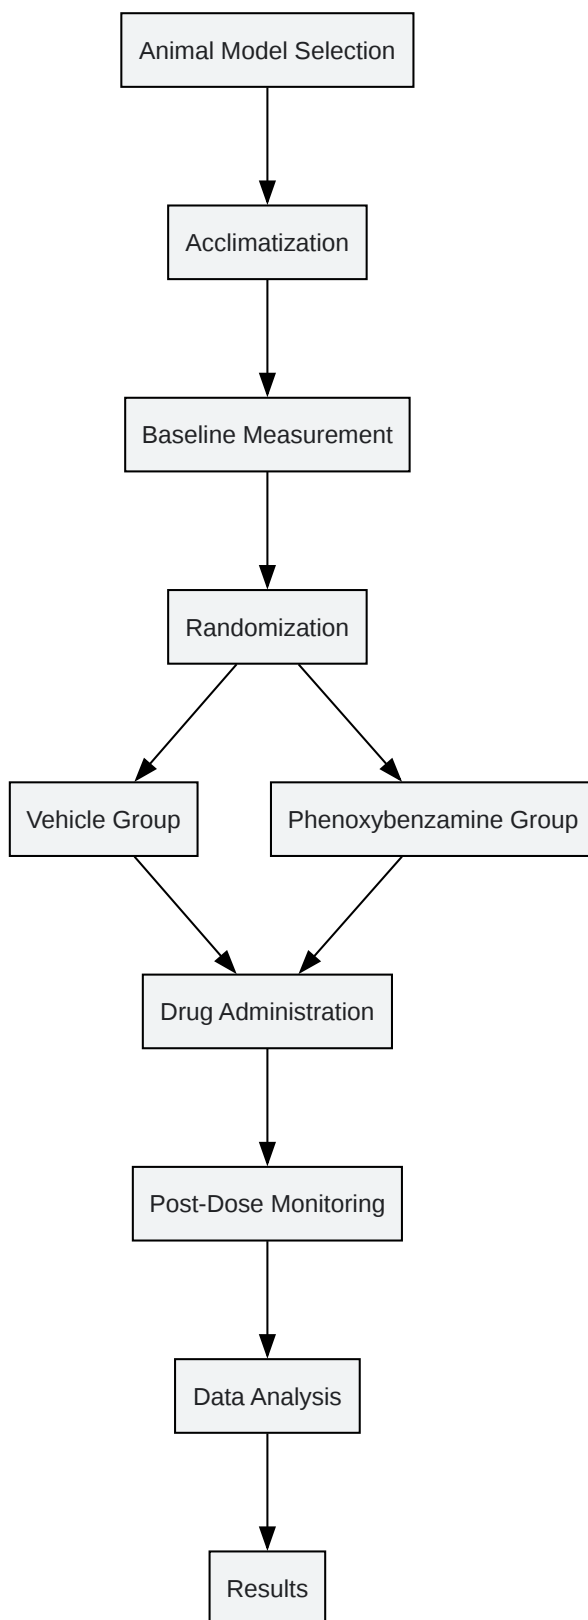 Animal Model Selection
Acclimatization
Baseline Measurement
Randomization
Vehicle Group
Phenoxybenzamine Group
Drug Administration
Post-Dose Monitoring
Data Analysis
Results